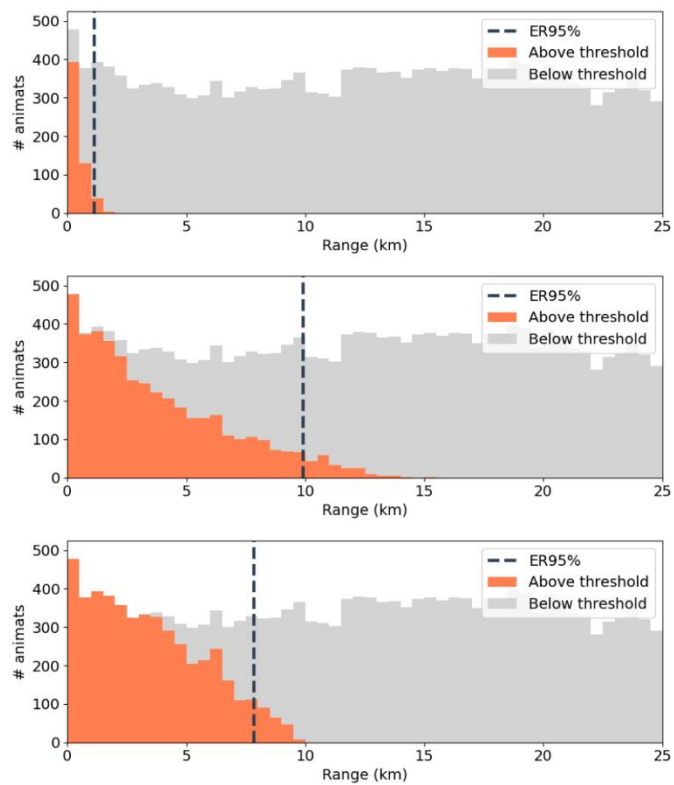 500
400
300
200
100
0
# animats
ER95%
Above threshold
Below threshold
0 5 10 15 20 25
Range (km)
500
400
300
200
100
0
# animats
ER95%
Above threshold
Below threshold
0 5 10 15 20 25
Range (km)
500
400
300
200
100
0
# animats
ER95%
Above threshold
Below threshold
0 5 10 15 20 25
Range (km)